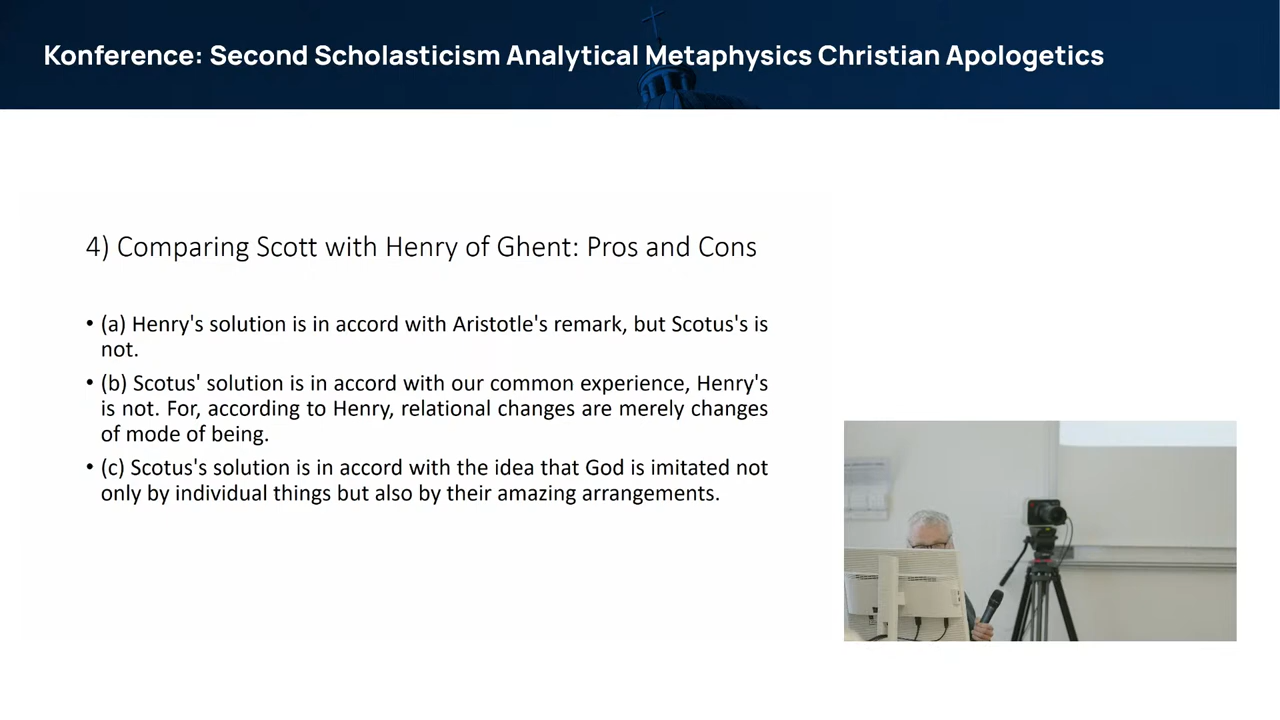 Konference: Second Scholasticism Analytical Metaphysics Christian Apologetics
4) Comparing Scott with Henry of Ghent: Pros and Cons
• (a) Henry's solution is in accord with Aristotle's remark, but Scotus's is
not.
• (b) Scotus' solution is in accord with our common experience, Henry's
is not. For, according to Henry, relational changes are merely changes
of mode of being.
• (c) Scotus's solution is in accord with the idea that God is imitated not
only by individual things but also by their amazing arrangements.